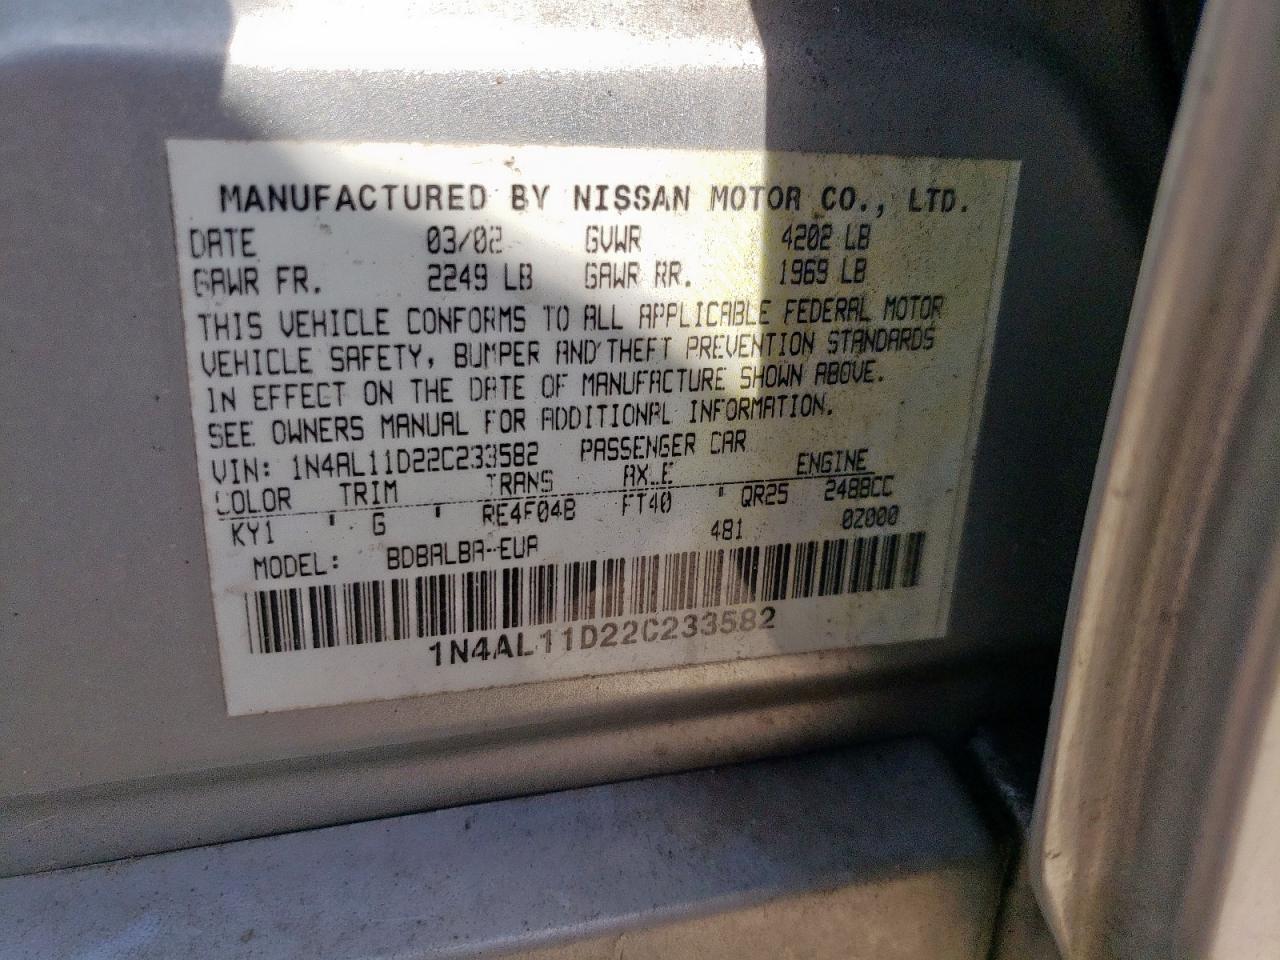 MANUFACTURED BY NISSAN MOTOR CO., LTD.
DATE 03/02 GVWR 4202 LB
GAWR FR. 2249 LB GAWR RR. 1969 LB
THIS VEHICLE CONFORMS TO ALL APPLICABLE FEDERAL MOTOR
VEHICLE SAFETY, BUMPER AND THEFT PREVENTION STANDARDS
IN EFFECT ON THE DATE OF MANUFACTURE SHOWN ABOVE.
SEE OWNERS MANUAL FOR ADDITIONAL INFORMATION.
VIN: 1N4AL11D22C233582 PASSENGER CAR
COLOR TRIM TRANS AXLE ENGINE
KY1 ' G ' RE4F04B FT40 ' QR25 2488CC
MODEL: BDBALBA-EUA 481 0Z000
1N4AL11D22C233582